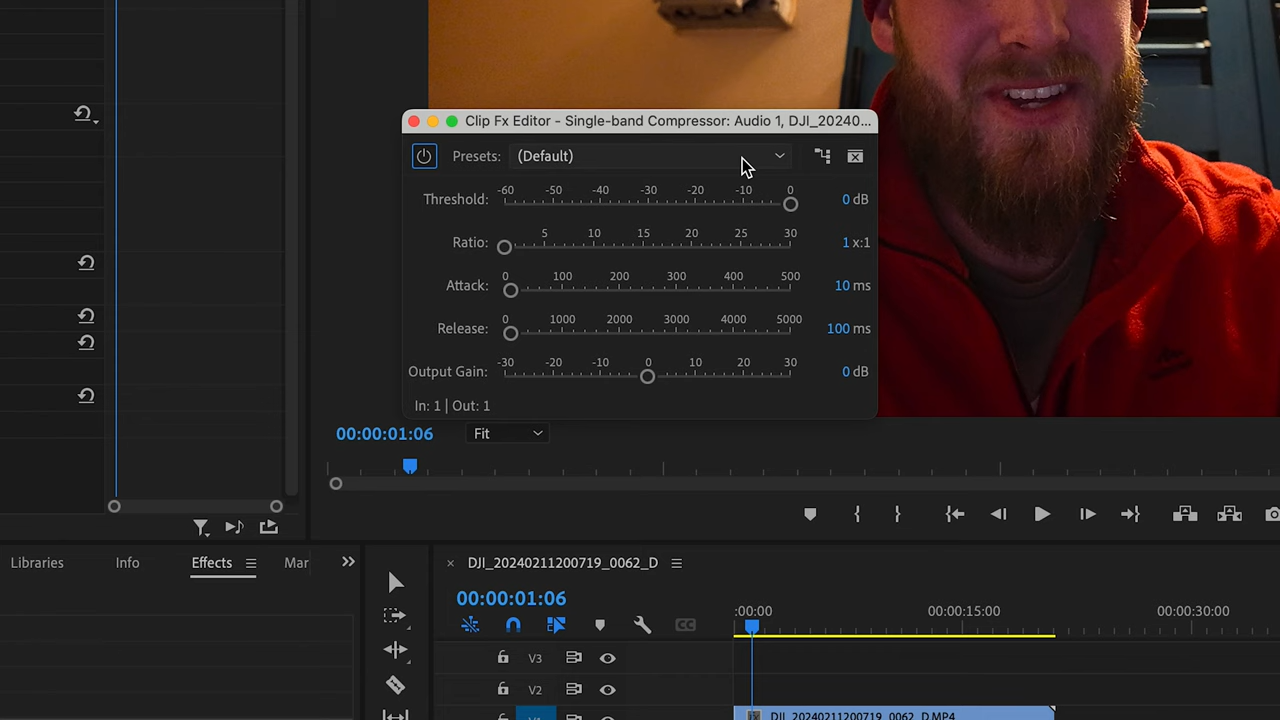 Clip Fx Editor - Single-band Compressor: Audio 1, DJI_20240...
Presets: (Default)
-60 -50 -40 -30 -20 -10 0
Threshold: 0 dB
5 10 15 20 25 30
Ratio: 1 x:1
0 100 200 300 400 500
Attack: 10 ms
0 1000 2000 3000 4000 5000
Release: 100 ms
-30 -20 -10 0 10 20 30
Output Gain: 0 dB
In: 1 | Out: 1
00:00:01:06 Fit
Libraries Info Effects Mar
DJI_20240211200719_0062_D
00:00:01:06
:00:00 00:00:15:00 00:00:30:00
CC
V3
V2
V1
fx DJI_20240211200719_0062_D.MP4